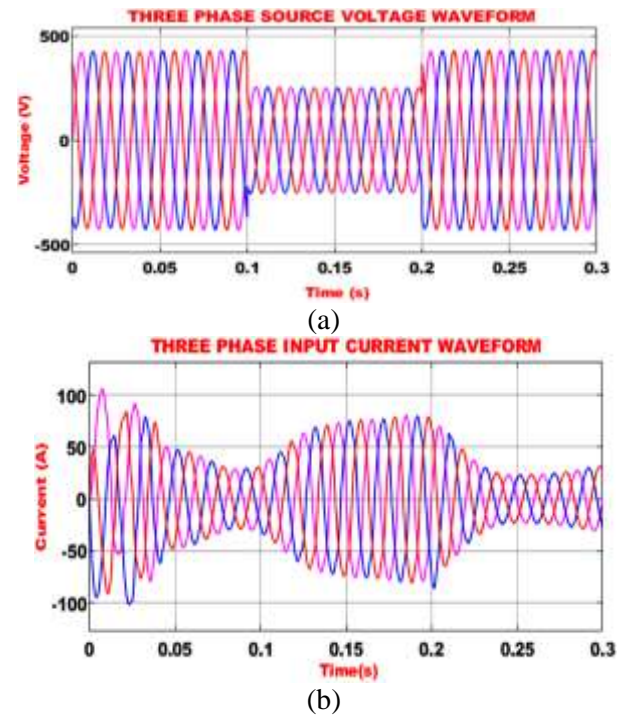 THREE PHASE SOURCE VOLTAGE WAVEFORM
500
0
-500
Voltage (V)
0 0.05 0.1 0.15 0.2 0.25 0.3
Time (s)
(a)
THREE PHASE INPUT CURRENT WAVEFORM
100
50
0
-50
-100
Current (A)
0 0.05 0.1 0.15 0.2 0.25 0.3
Time(s)
(b)